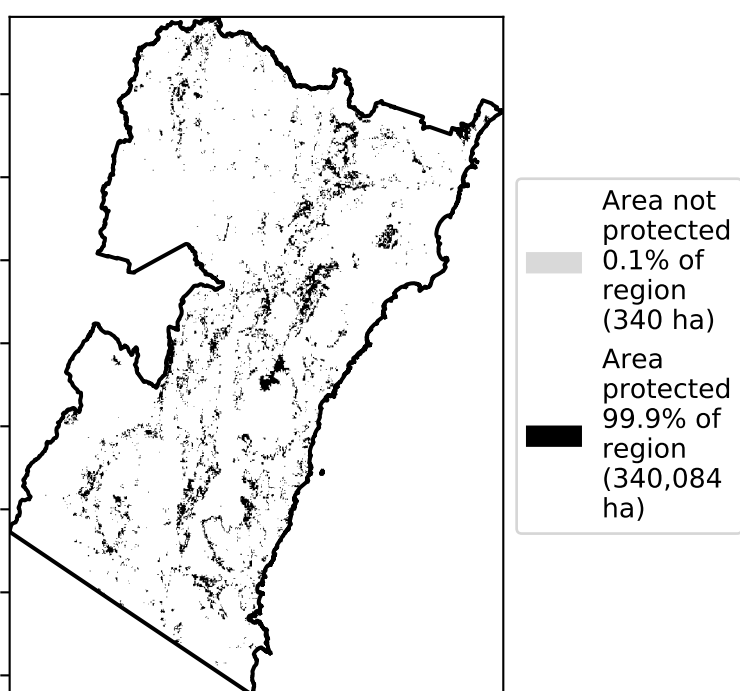 Area not
protected
0.1% of
region
(340 ha)
Area
protected
99.9% of
region
(340,084
ha)